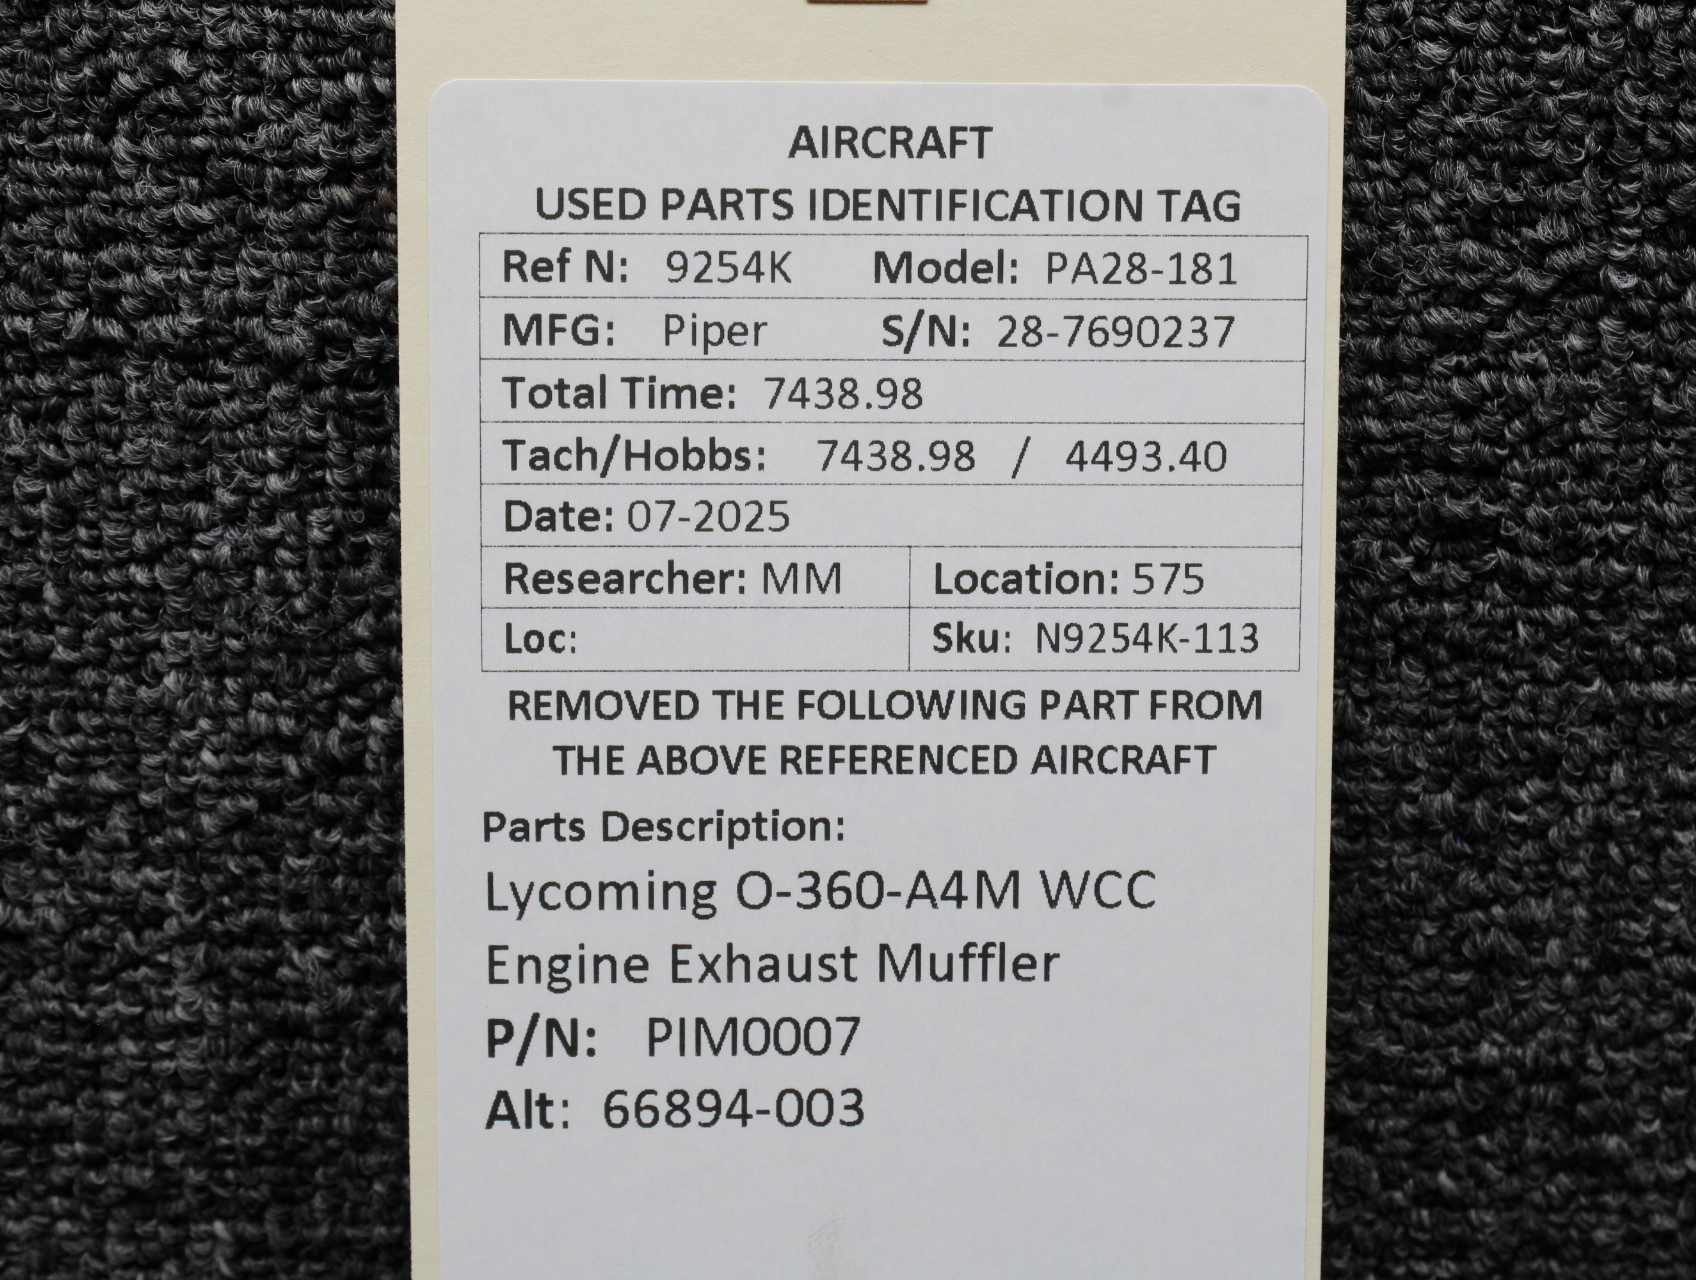 AIRCRAFT
USED PARTS IDENTIFICATION TAG
Ref N: 9254K Model: PA28-181
MFG: Piper S/N: 28-7690237
Total Time: 7438.98
Tach/Hobbs: 7438.98 / 4493.40
Date: 07-2025
Researcher: MM Location: 575
Loc: Sku: N9254K-113
REMOVED THE FOLLOWING PART FROM
THE ABOVE REFERENCED AIRCRAFT
Parts Description:
Lycoming O-360-A4M WCC
Engine Exhaust Muffler
P/N: PIM0007
Alt: 66894-003